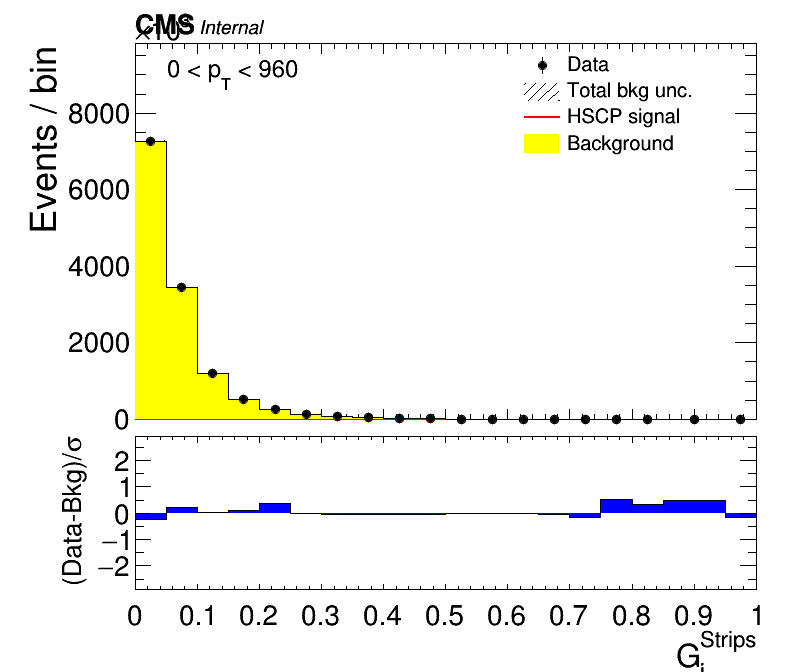 CMS Internal
0 < pT < 960
Data
Total bkg unc.
HSCP signal
Background
Events / bin
8000
6000
4000
2000
0
(Data-Bkg)/σ
2
1
0
−1
−2
0 0.1 0.2 0.3 0.4 0.5 0.6 0.7 0.8 0.9 1
G_i^Strips